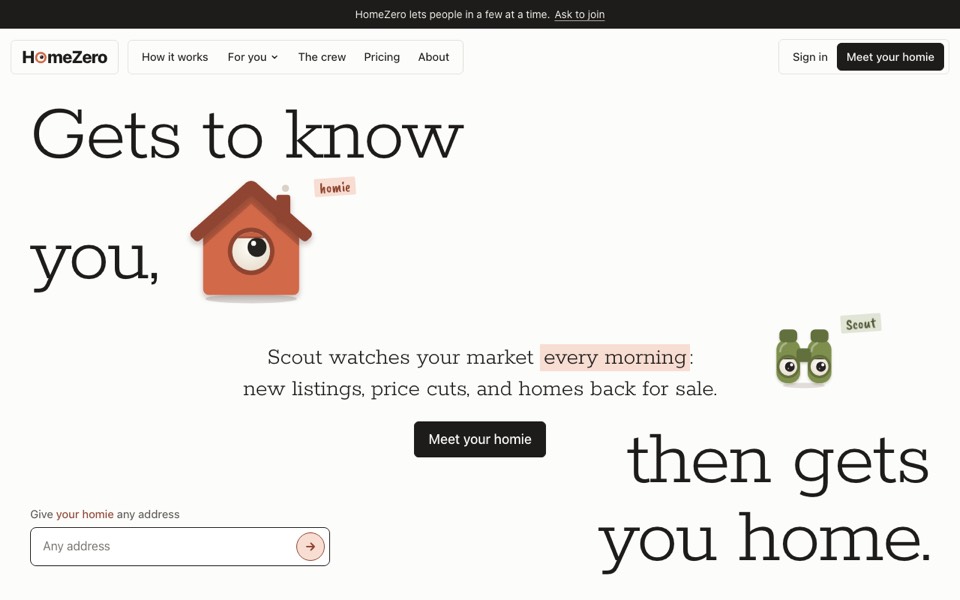 HomeZero lets people in a few at a time. Ask to join
HomeZero
How it works
For you
The crew
Pricing
About
Sign in
Meet your homie
Gets to know
homie
you,
Scout
Scout watches your market every morning:
new listings, price cuts, and homes back for sale.
Meet your homie
then gets
you home.
Give your homie any address
Any address